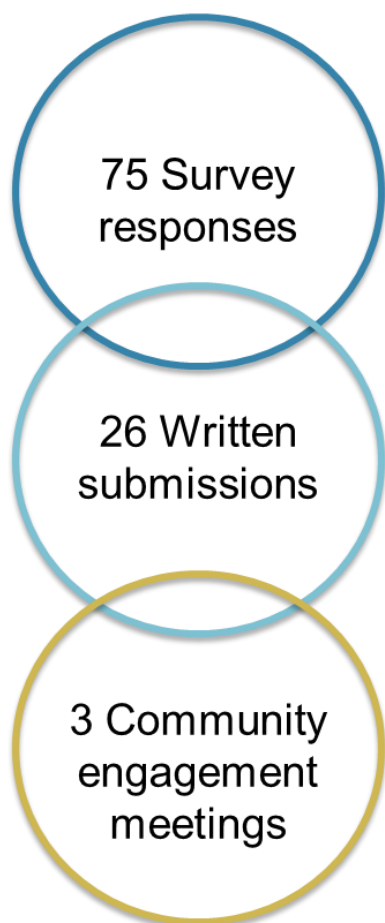 75 Survey
responses
26 Written
submissions
3 Community
engagement
meetings